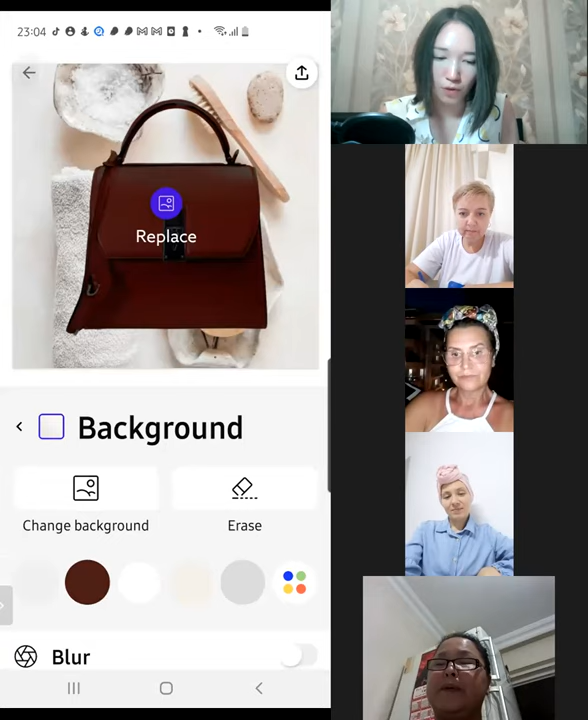 23:04
Replace
Background
Change background
Erase
Blur